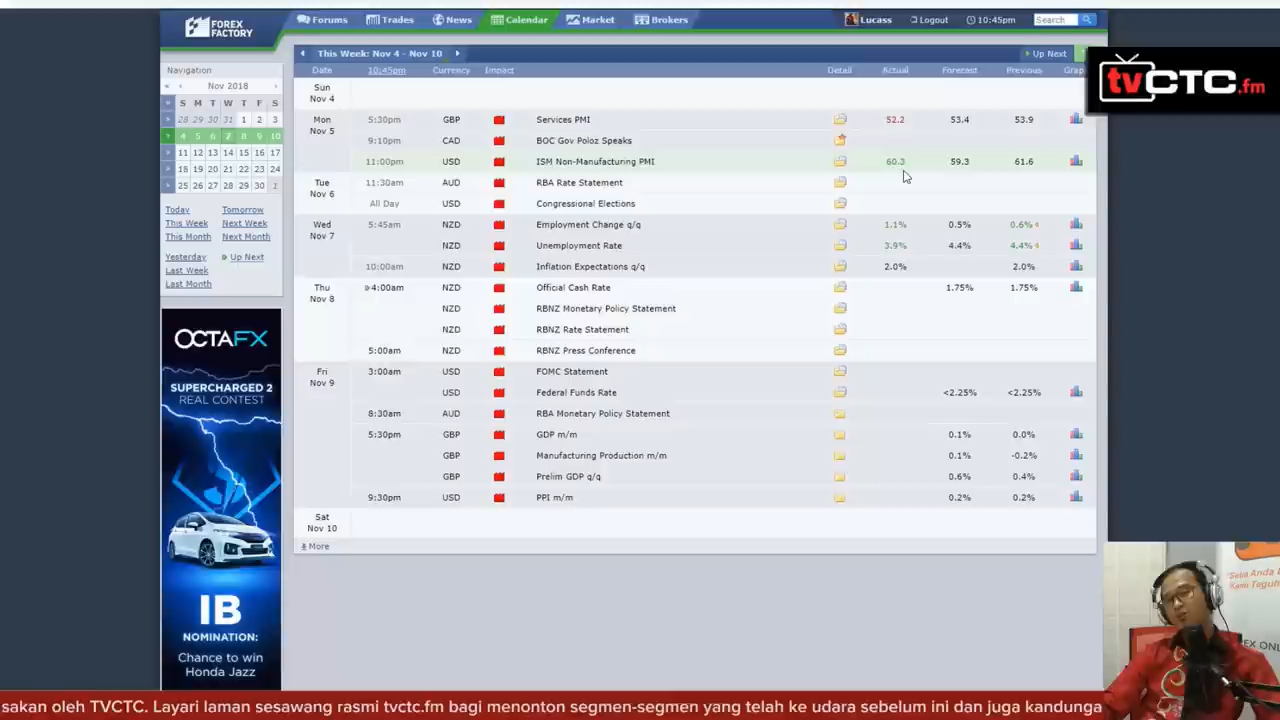 FOREX FACTORY
Forums Trades News Calendar Market Brokers Lucass Logout 10:45pm Search
tvCTC.fm
Navigation
« ‹ Nov 2018 ›
S M T W T F S
28 29 30 31 1 2 3
4 5 6 7 8 9 10
11 12 13 14 15 16 17
18 19 20 21 22 23 24
25 26 27 28 29 30 1
Today Tomorrow
This Week Next Week
This Month Next Month
Yesterday Up Next
Last Week
Last Month
This Week: Nov 4 - Nov 10 Up Next
Date 10:45pm Currency Impact Detail Actual Forecast Previous Grap
Sun Nov 4
Mon Nov 5 5:30pm GBP Services PMI 52.2 53.4 53.9
9:10pm CAD BOC Gov Poloz Speaks
11:00pm USD ISM Non-Manufacturing PMI 60.3 59.3 61.6
Tue Nov 6 11:30am AUD RBA Rate Statement
All Day USD Congressional Elections
Wed Nov 7 5:45am NZD Employment Change q/q 1.1% 0.5% 0.6%
NZD Unemployment Rate 3.9% 4.4% 4.4%
10:00am NZD Inflation Expectations q/q 2.0% 2.0%
Thu Nov 8 4:00am NZD Official Cash Rate 1.75% 1.75%
NZD RBNZ Monetary Policy Statement
NZD RBNZ Rate Statement
5:00am NZD RBNZ Press Conference
Fri Nov 9 3:00am USD FOMC Statement
USD Federal Funds Rate <2.25% <2.25%
8:30am AUD RBA Monetary Policy Statement
5:30pm GBP GDP m/m 0.1% 0.0%
GBP Manufacturing Production m/m 0.1% -0.2%
GBP Prelim GDP q/q 0.6% 0.4%
9:30pm USD PPI m/m 0.2% 0.2%
Sat Nov 10
More
OCTAFX
SUPERCHARGED 2
REAL CONTEST
IB
NOMINATION:
Chance to win
Honda Jazz
"Setia Anda
Kami Teguh
EX ONL
sakan oleh TVCTC. Layari laman sesawang rasmi tvctc.fm bagi menonton segmen-segmen yang telah ke udara sebelum ini dan juga kandunga